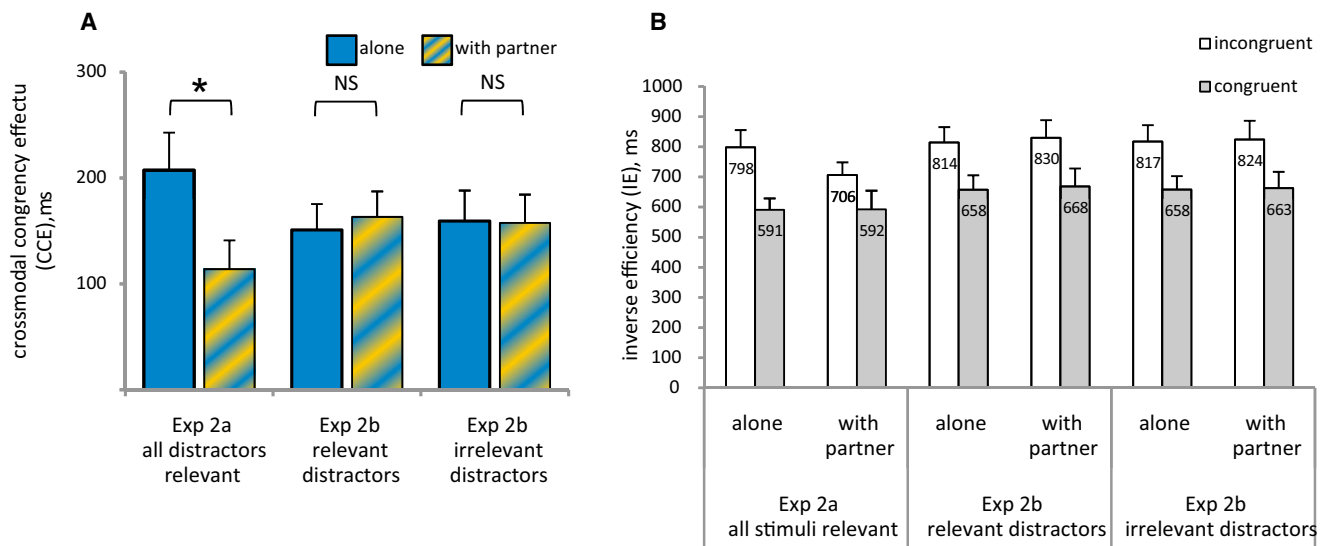 A
alone
with partner
crossmodal congrency effectu
(CCE),ms
300
200
100
*
NS
NS
Exp 2a
all distractors
relevant
Exp 2b
relevant
distractors
Exp 2b
irrelevant
distractors
B
incongruent
congruent
inverse efficiency (IE), ms
1000
900
800
700
600
500
400
300
200
100
0
798
591
706
592
814
658
830
668
817
658
824
663
alone
with
partner
alone
with
partner
alone
with
partner
Exp 2a
all stimuli relevant
Exp 2b
relevant distractors
Exp 2b
irrelevant distractors